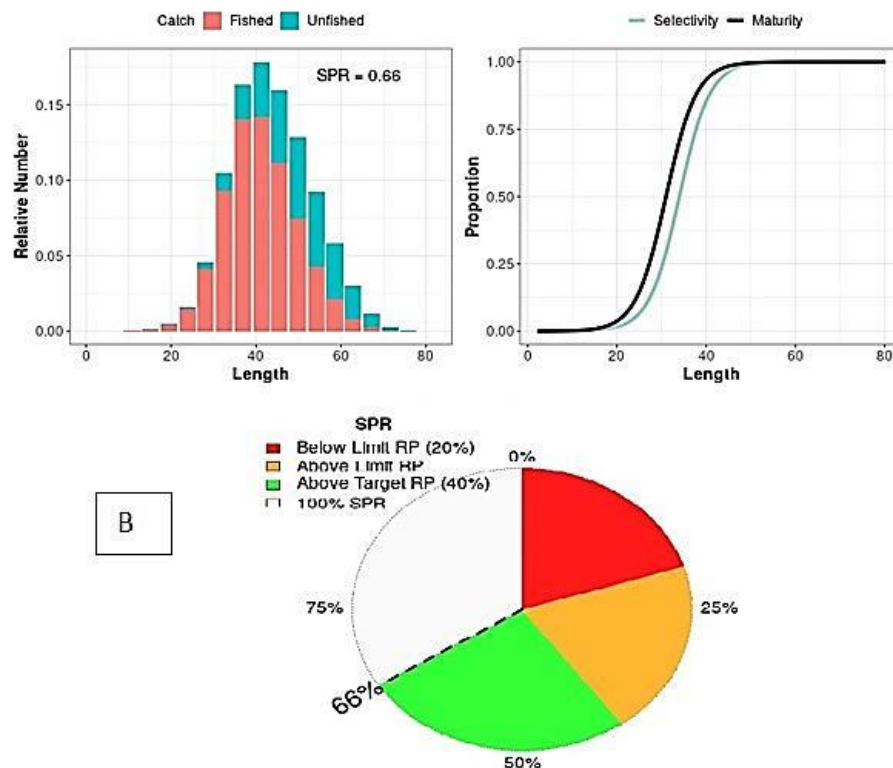 Catch Fished Unfished
SPR = 0.66
0.15
0.10
0.05
0.00
Relative Number
0 20 40 60 80
Length
Selectivity Maturity
1.00
0.75
0.50
0.25
0.00
Proportion
0 20 40 60 80
Length
SPR
Below Limit RP (20%)
Above Limit RP
Above Target RP (40%)
100% SPR
B
0%
25%
50%
66%
75%